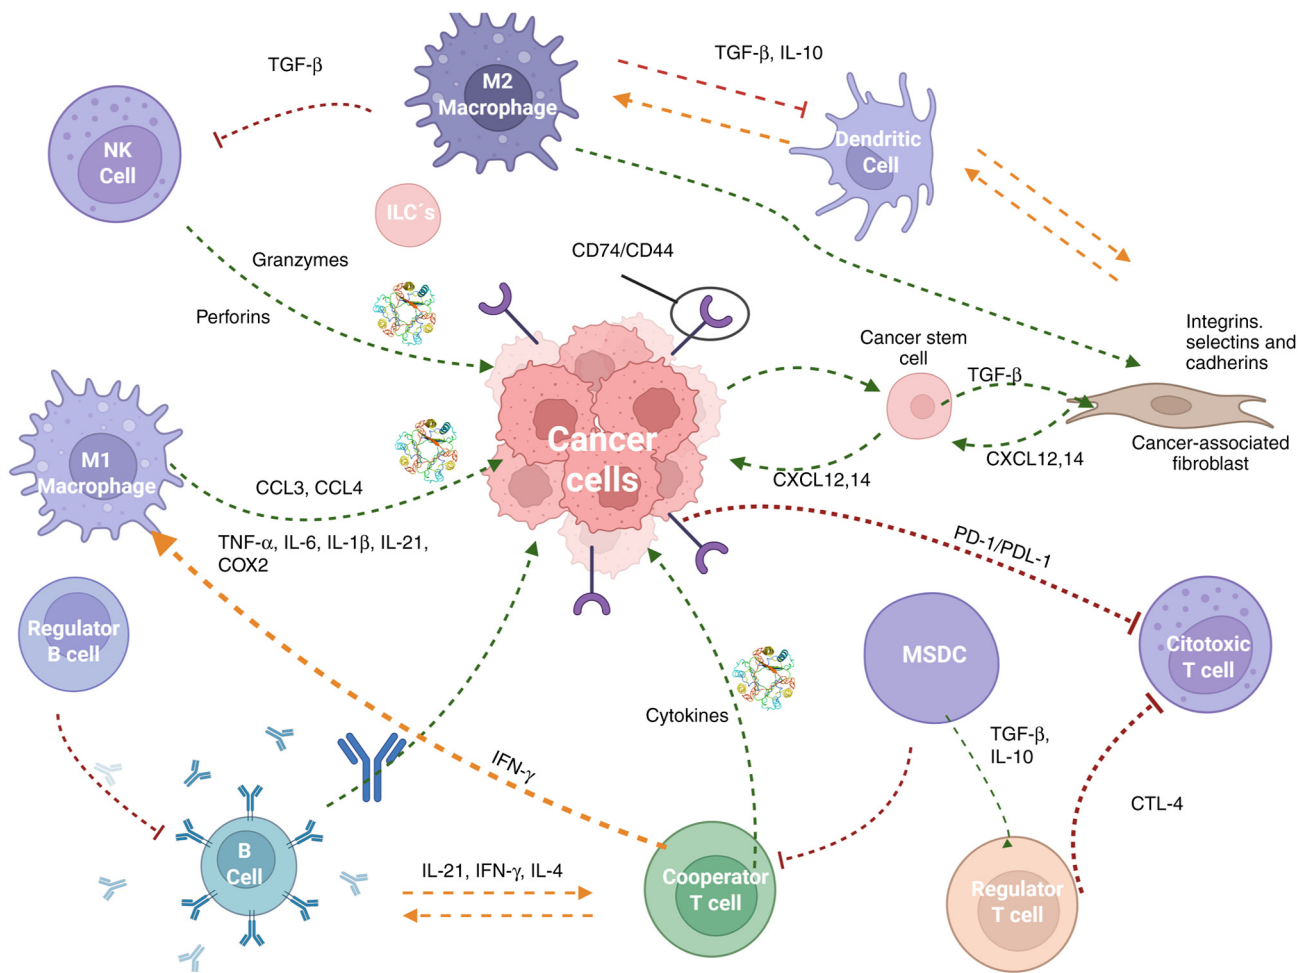 TGF-β
M2
Macrophage
TGF-β, IL-10
NK
Cell
Dendritic
Cell
ILC´s
Granzymes
Perforins
CD74/CD44
Integrins.
selectins and
cadherins
Cancer stem
cell
TGF-β
Cancer-associated
fibroblast
CXCL12,14
CXCL12,14
Cancer
cells
M1
Macrophage
CCL3, CCL4
TNF-α, IL-6, IL-1β, IL-21,
COX2
PD-1/PDL-1
Regulator
B cell
MSDC
Citotoxic
T cell
Cytokines
TGF-β,
IL-10
IFN-γ
CTL-4
B
Cell
IL-21, IFN-γ, IL-4
Cooperator
T cell
Regulator
T cell